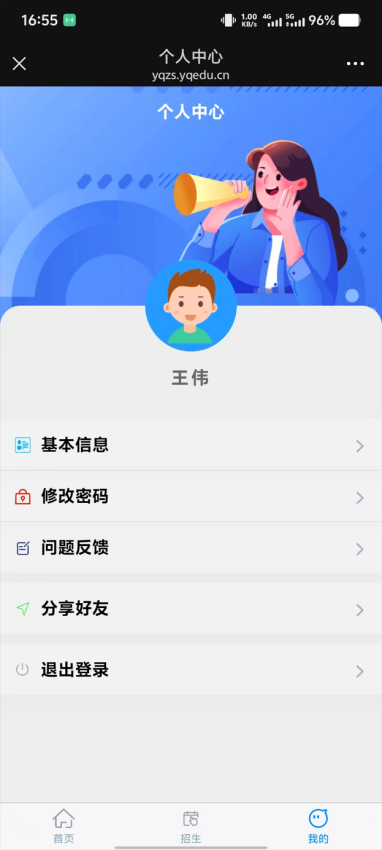 16:55 1.00 KB/s 4G 5G 96%
个人中心
yqzs.yqedu.cn
个人中心
王伟
基本信息
修改密码
问题反馈
分享好友
退出登录
首页 招生 我的